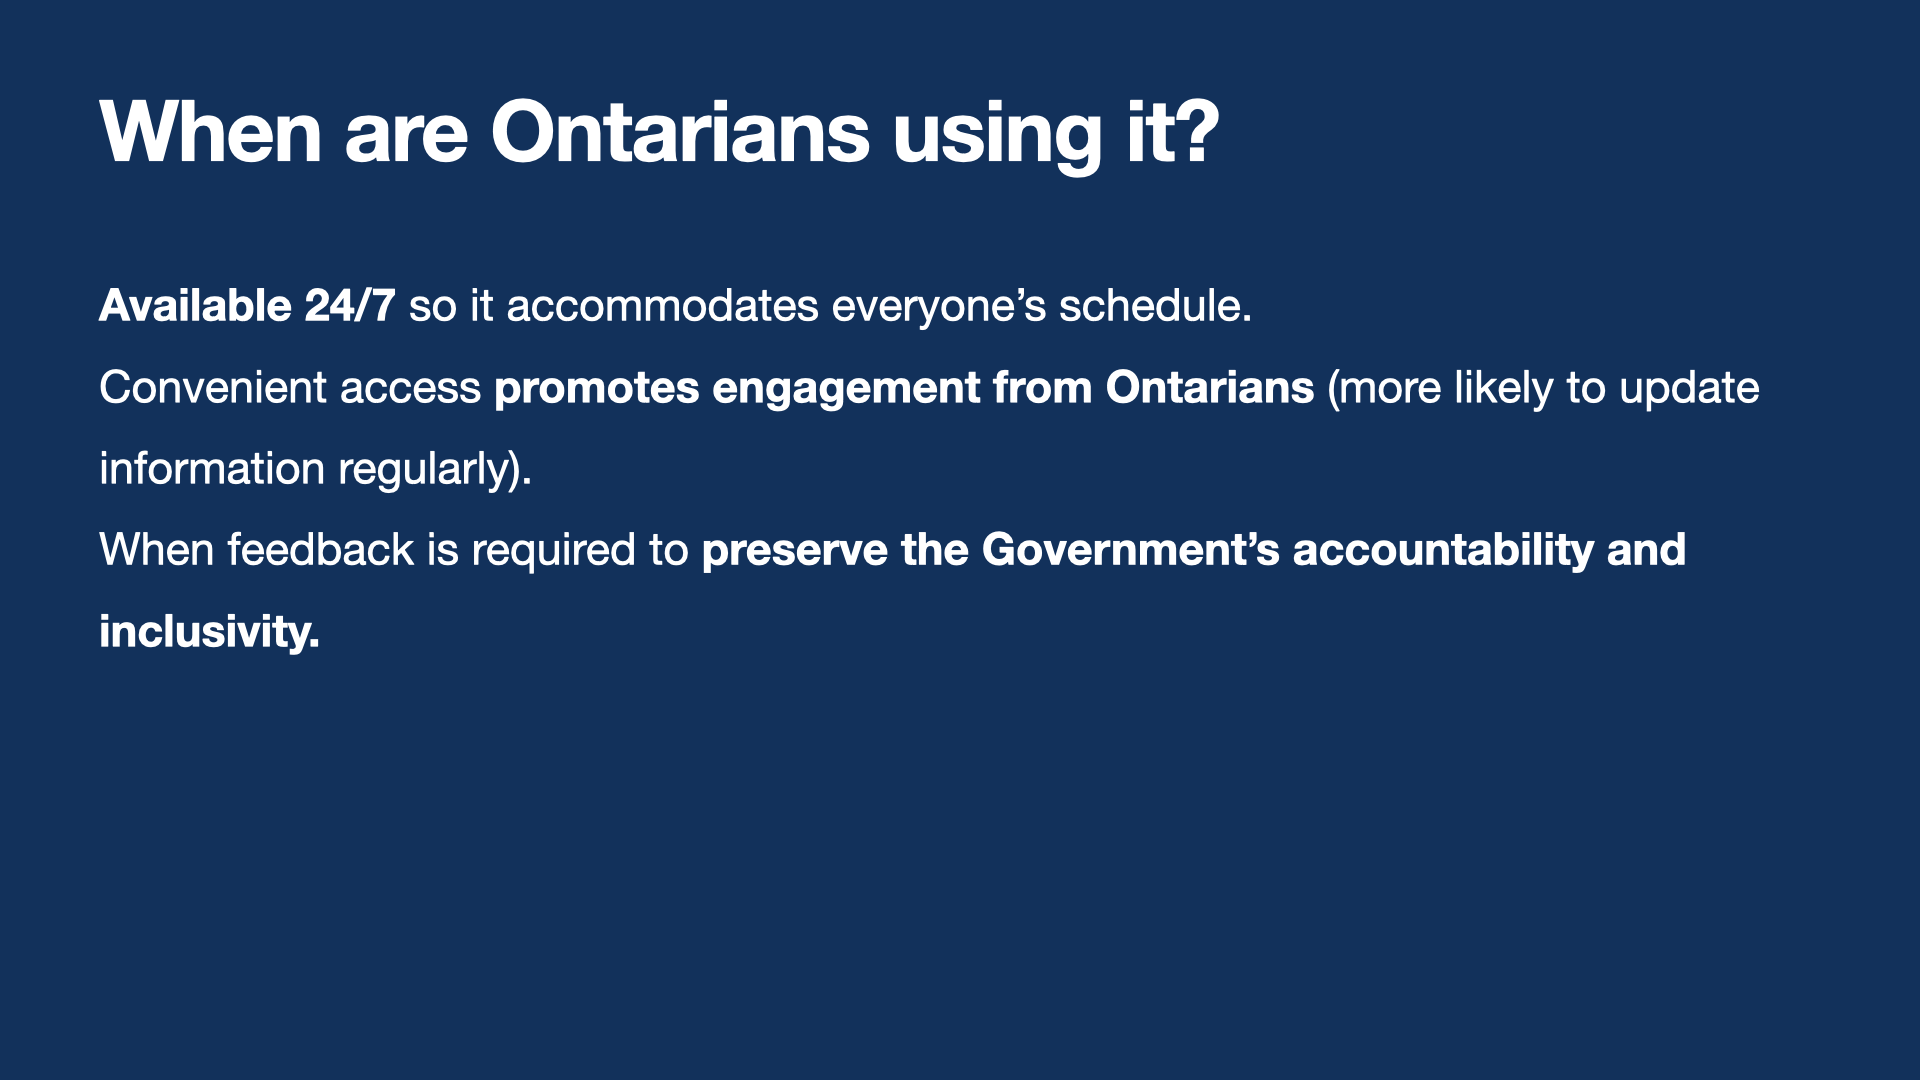 When are Ontarians using it?
Available 24/7 so it accommodates everyone’s schedule.
Convenient access promotes engagement from Ontarians (more likely to update
information regularly).
When feedback is required to preserve the Government’s accountability and
inclusivity.